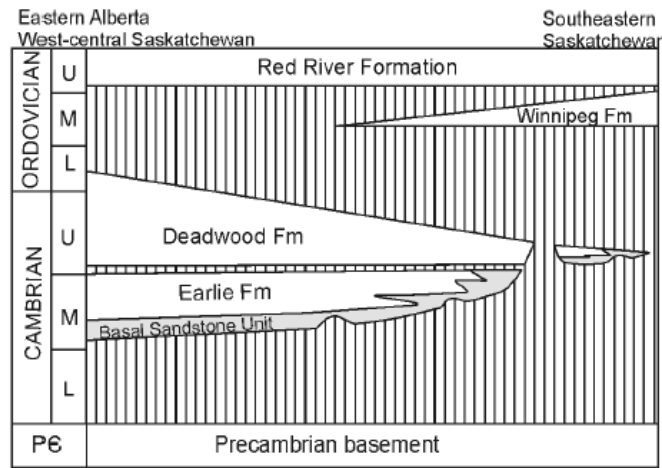 Eastern Alberta
West-central Saskatchewan
Southeastern
Saskatchewan
ORDOVICIAN
U
M
L
Red River Formation
Winnipeg Fm
CAMBRIAN
U
M
L
Deadwood Fm
Earlie Fm
Basal Sandstone Unit
PЄ
Precambrian basement